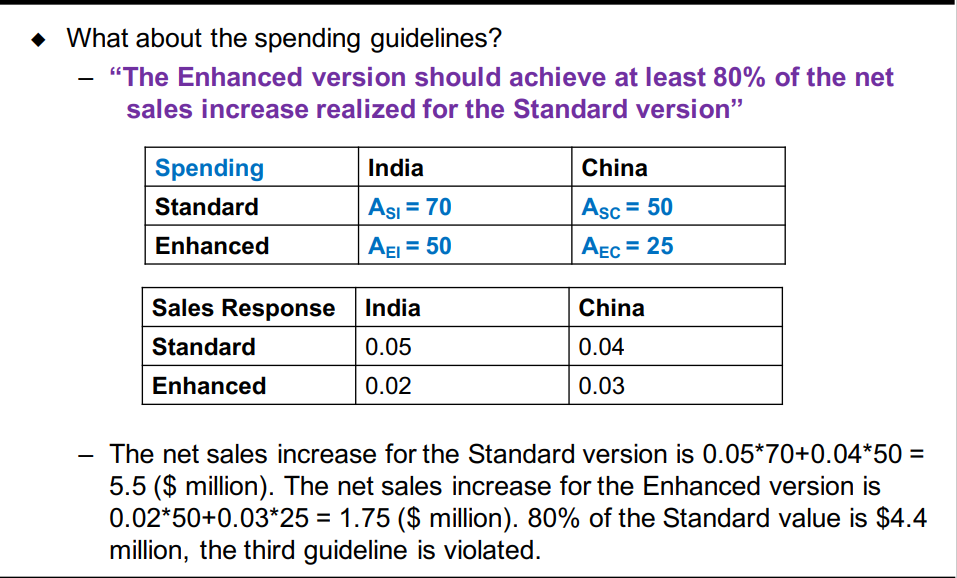 ◆ What about the spending guidelines?
– “The Enhanced version should achieve at least 80% of the net
sales increase realized for the Standard version”
Spending India China
Standard A_SI = 70 A_SC = 50
Enhanced A_EI = 50 A_EC = 25
Sales Response India China
Standard 0.05 0.04
Enhanced 0.02 0.03
– The net sales increase for the Standard version is 0.05*70+0.04*50 =
5.5 ($ million). The net sales increase for the Enhanced version is
0.02*50+0.03*25 = 1.75 ($ million). 80% of the Standard value is $4.4
million, the third guideline is violated.